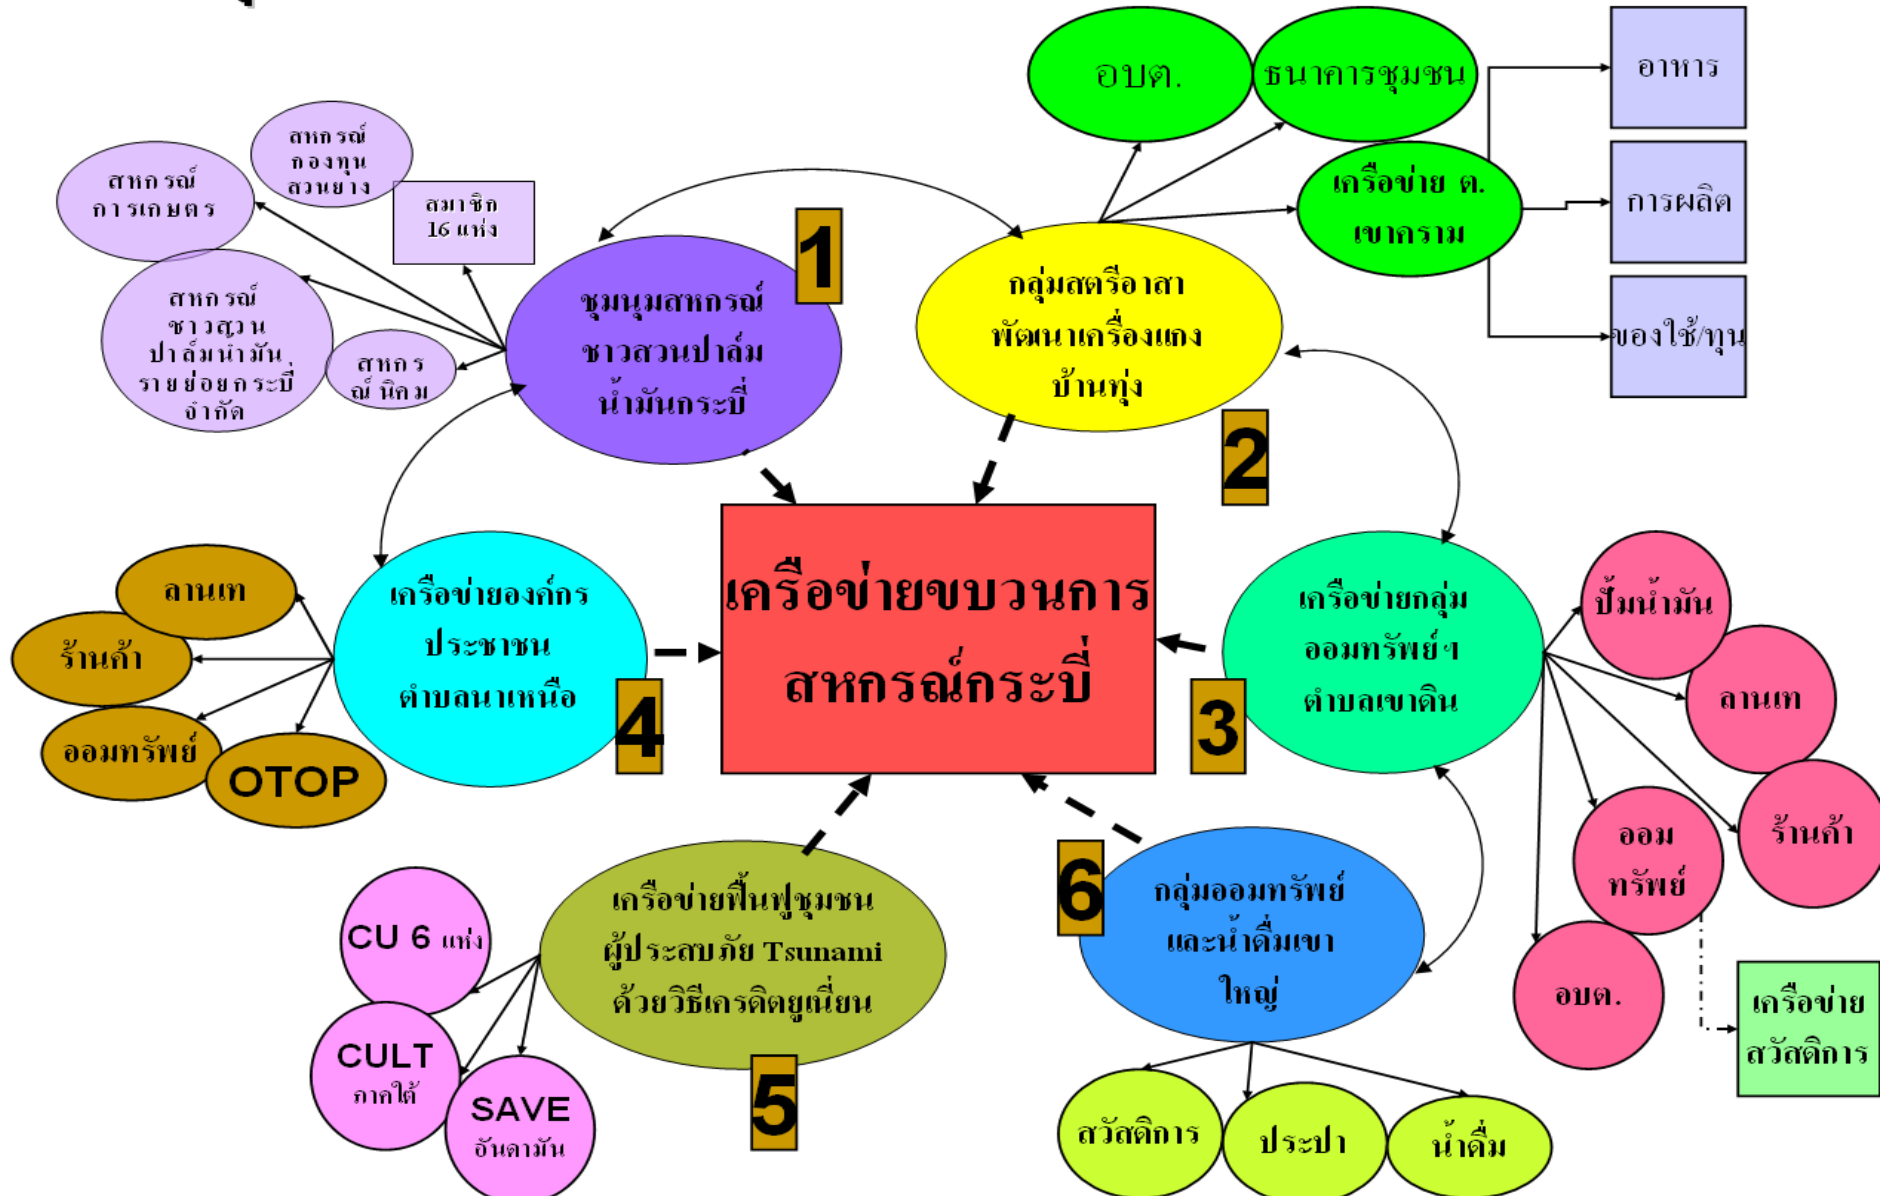 อบต.
ธนาคารชุมชน
อาหาร
สหกรณ์
กองทุน
สวนยาง
สหกรณ์
การเกษตร
สมาชิก
16 แห่ง
เครือข่าย ต.
เขาคราม
การผลิต
1
ชุมนุมสหกรณ์
ชาวสวนปาล์ม
น้ำมันกระบี่
กลุ่มสตรีอาสา
พัฒนาเครื่องแกง
บ้านทุ่ง
สหกรณ์
ชาวสวน
ปาล์มน้ำมัน
รายย่อยกระบี่
จำกัด
สหกร
ณ์นิคม
ของใช้/ทุน
2
เครือข่ายขบวนการ
สหกรณ์กระบี่
ลานเท
ร้านค้า
ออมทรัพย์
OTOP
เครือข่ายองค์กร
ประชาชน
ตำบลนาเหนือ
4
เครือข่ายกลุ่ม
ออมทรัพย์ฯ
ตำบลเขาดิน
3
ปั้มน้ำมัน
ลานเท
ร้านค้า
ออม
ทรัพย์
อบต.
เครือข่าย
สวัสดิการ
เครือข่ายฟื้นฟูชุมชน
ผู้ประสบภัย Tsunami
ด้วยวิธีเครดิตยูเนี่ยน
5
CU 6 แห่ง
CULT
ภาคใต้
SAVE
อันดามัน
6
กลุ่มออมทรัพย์
และน้ำดื่มเขา
ใหญ่
สวัสดิการ
ประปา
น้ำดื่ม